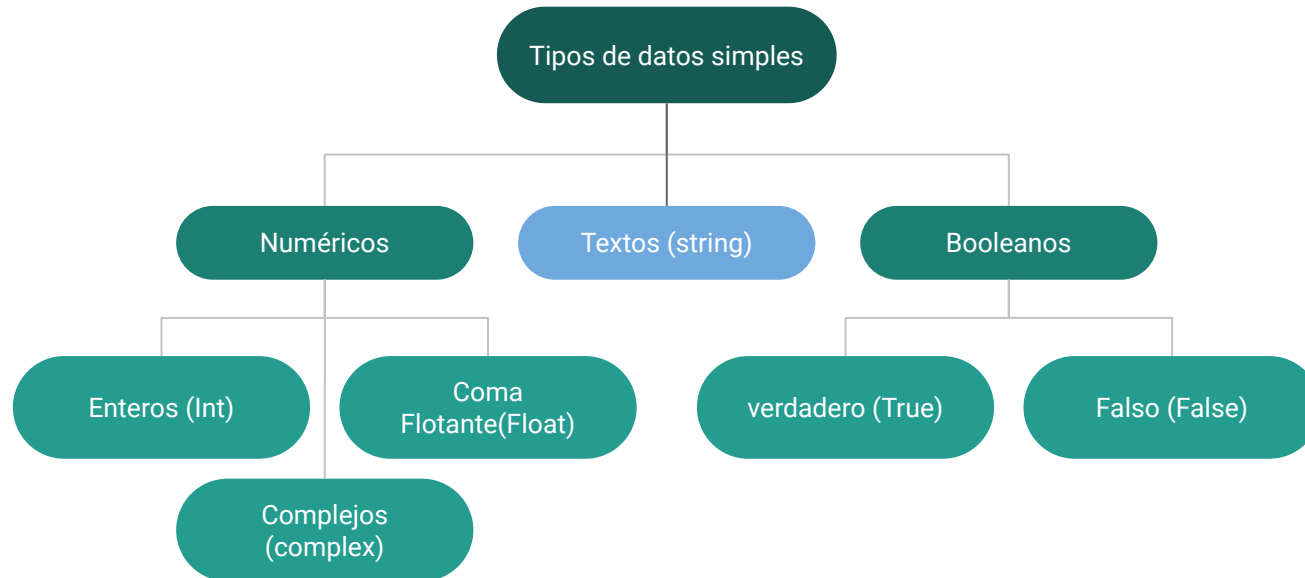 Tipos de datos simples
Numéricos
Textos (string)
Booleanos
Enteros (Int)
Coma
Flotante(Float)
verdadero (True)
Falso (False)
Complejos
(complex)